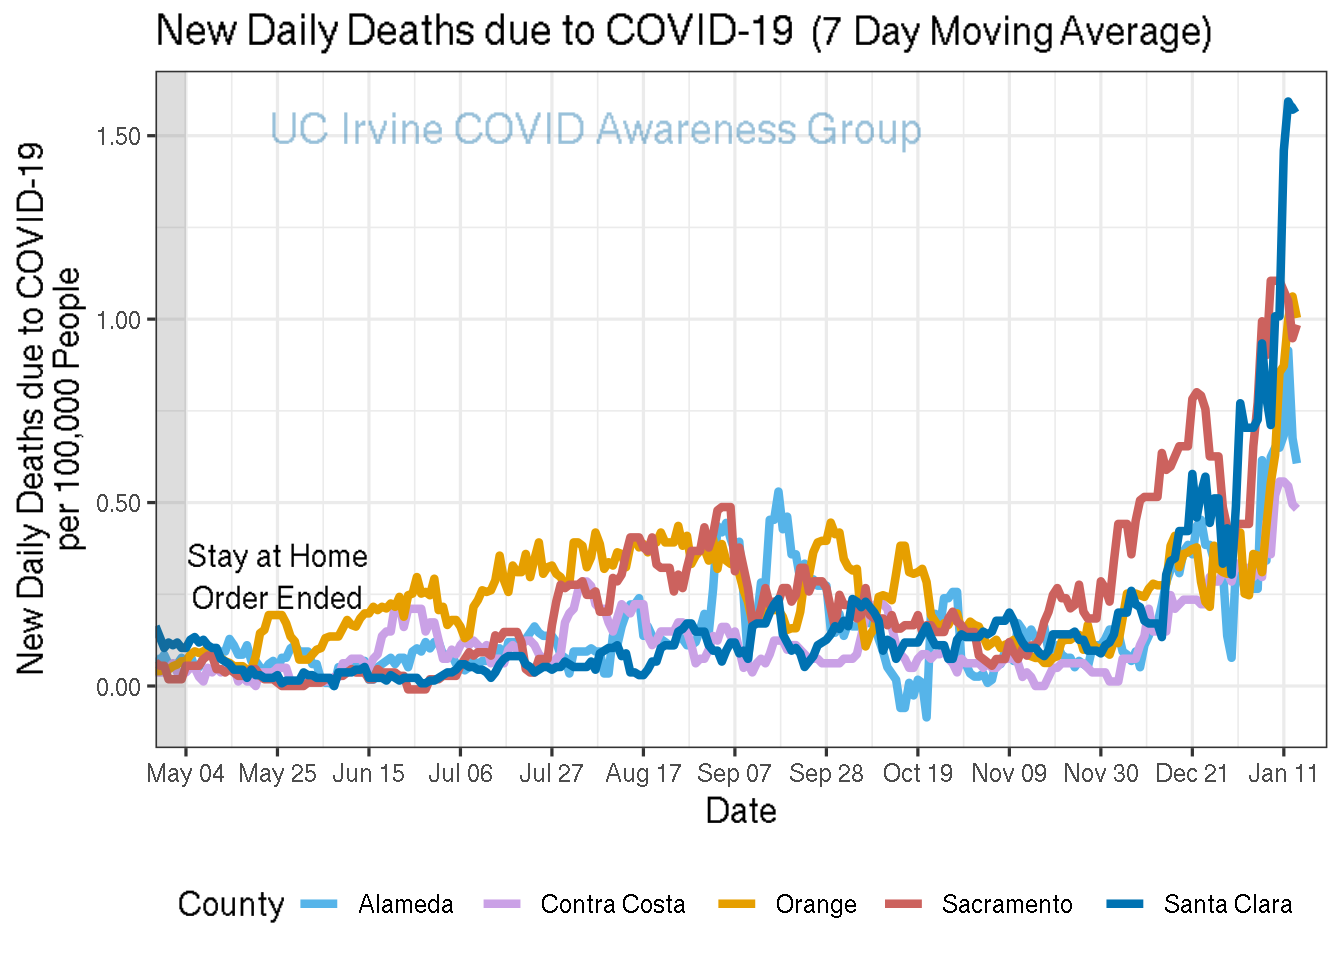 New Daily Deaths due to COVID-19 (7 Day Moving Average)
UC Irvine COVID Awareness Group
New Daily Deaths due to COVID-19
per 100,000 People
1.50
1.00
0.50
0.00
Stay at Home
Order Ended
May 04 May 25 Jun 15 Jul 06 Jul 27 Aug 17 Sep 07 Sep 28 Oct 19 Nov 09 Nov 30 Dec 21 Jan 11
Date
County Alameda Contra Costa Orange Sacramento Santa Clara